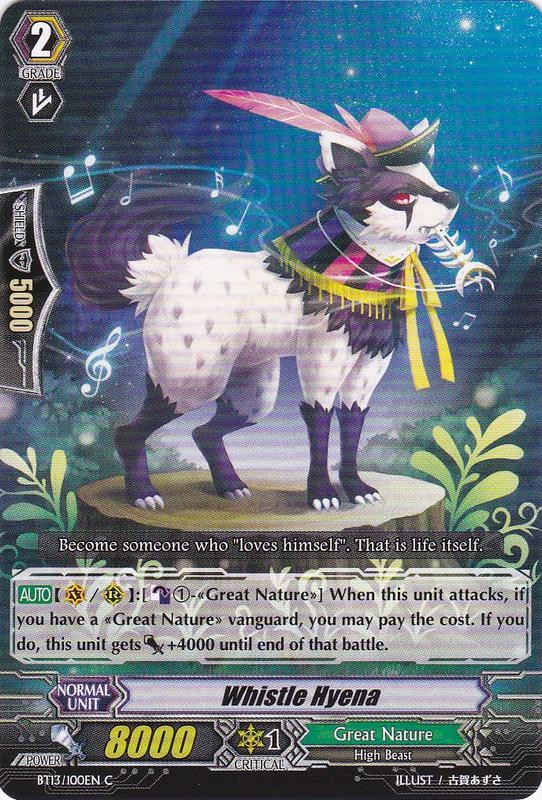 2
GRADE
SHIELD
5000
Become someone who "loves himself". That is life itself.
AUTO [ V / R ]:[ ①-«Great Nature»] When this unit attacks, if
you have a «Great Nature» vanguard, you may pay the cost. If you
do, this unit gets +4000 until end of that battle.
NORMAL
UNIT
Whistle Hyena
POWER
8000
1
CRITICAL
Great Nature
High Beast
BT13/100EN C
ILLUST / 古賀あずさ